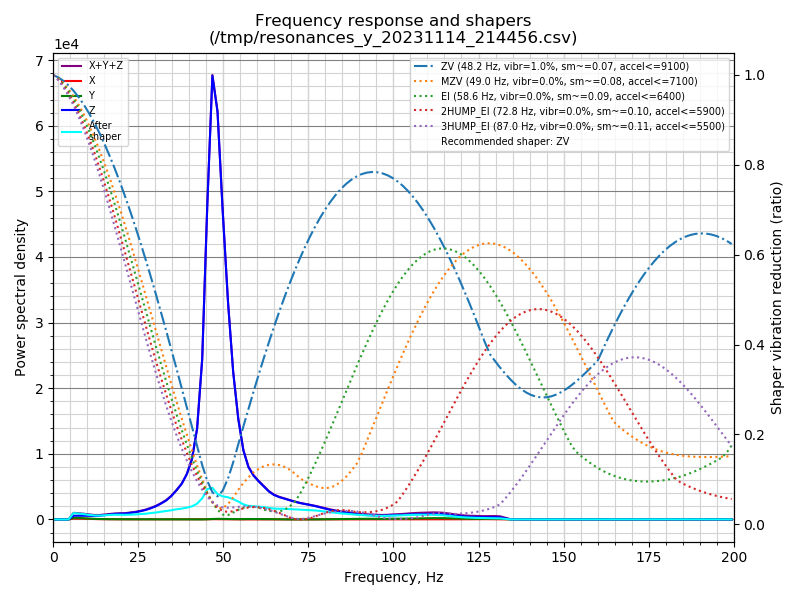 Frequency response and shapers
(/tmp/resonances_y_20231114_214456.csv)
1e4
X+Y+Z
X
Y
Z
After
shaper
ZV (48.2 Hz, vibr=1.0%, sm~=0.07, accel<=9100)
MZV (49.0 Hz, vibr=0.0%, sm~=0.08, accel<=7100)
EI (58.6 Hz, vibr=0.0%, sm~=0.09, accel<=6400)
2HUMP_EI (72.8 Hz, vibr=0.0%, sm~=0.10, accel<=5900)
3HUMP_EI (87.0 Hz, vibr=0.0%, sm~=0.11, accel<=5500)
Recommended shaper: ZV
7
6
5
4
3
2
1
0
Power spectral density
1.0
0.8
0.6
0.4
0.2
0.0
Shaper vibration reduction (ratio)
0 25 50 75 100 125 150 175 200
Frequency, Hz